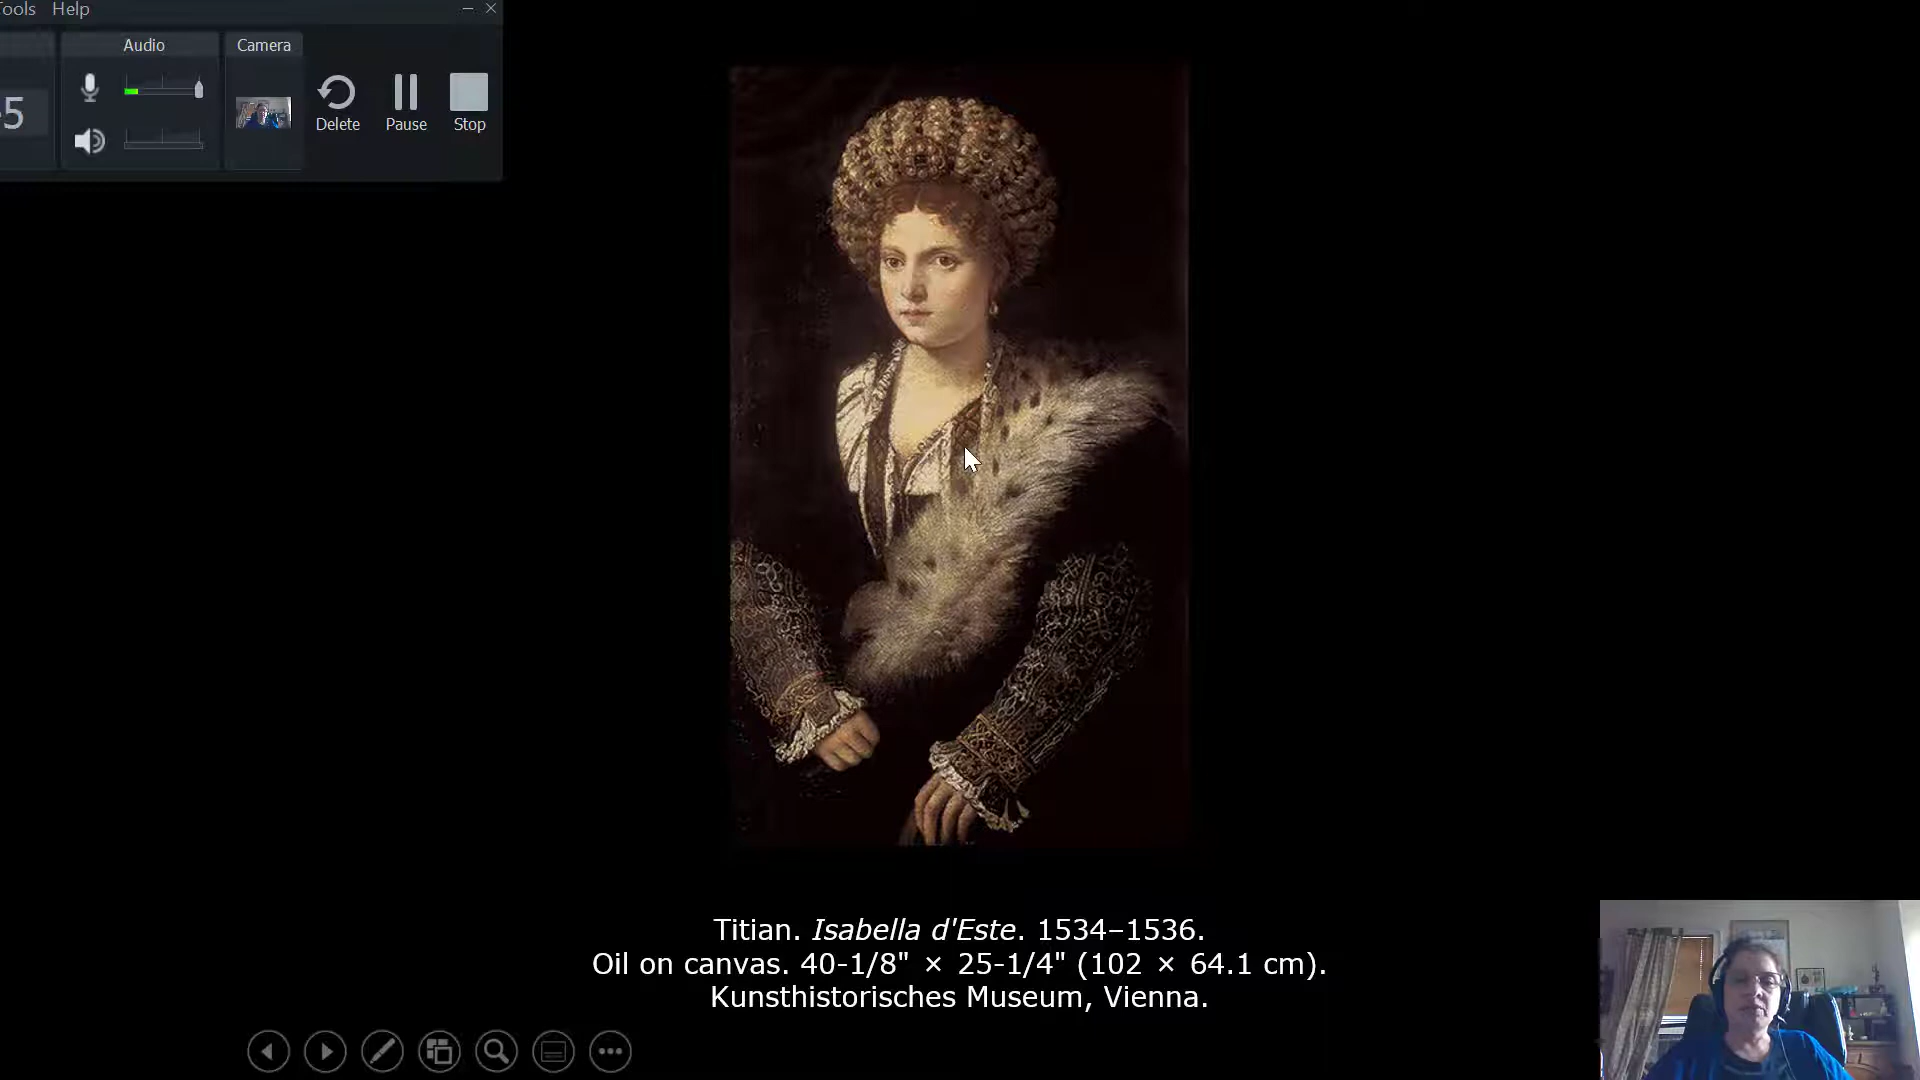 Tools Help
Audio
Camera
5
Delete
Pause
Stop
Titian. Isabella d'Este. 1534–1536.
Oil on canvas. 40-1/8" × 25-1/4" (102 × 64.1 cm).
Kunsthistorisches Museum, Vienna.